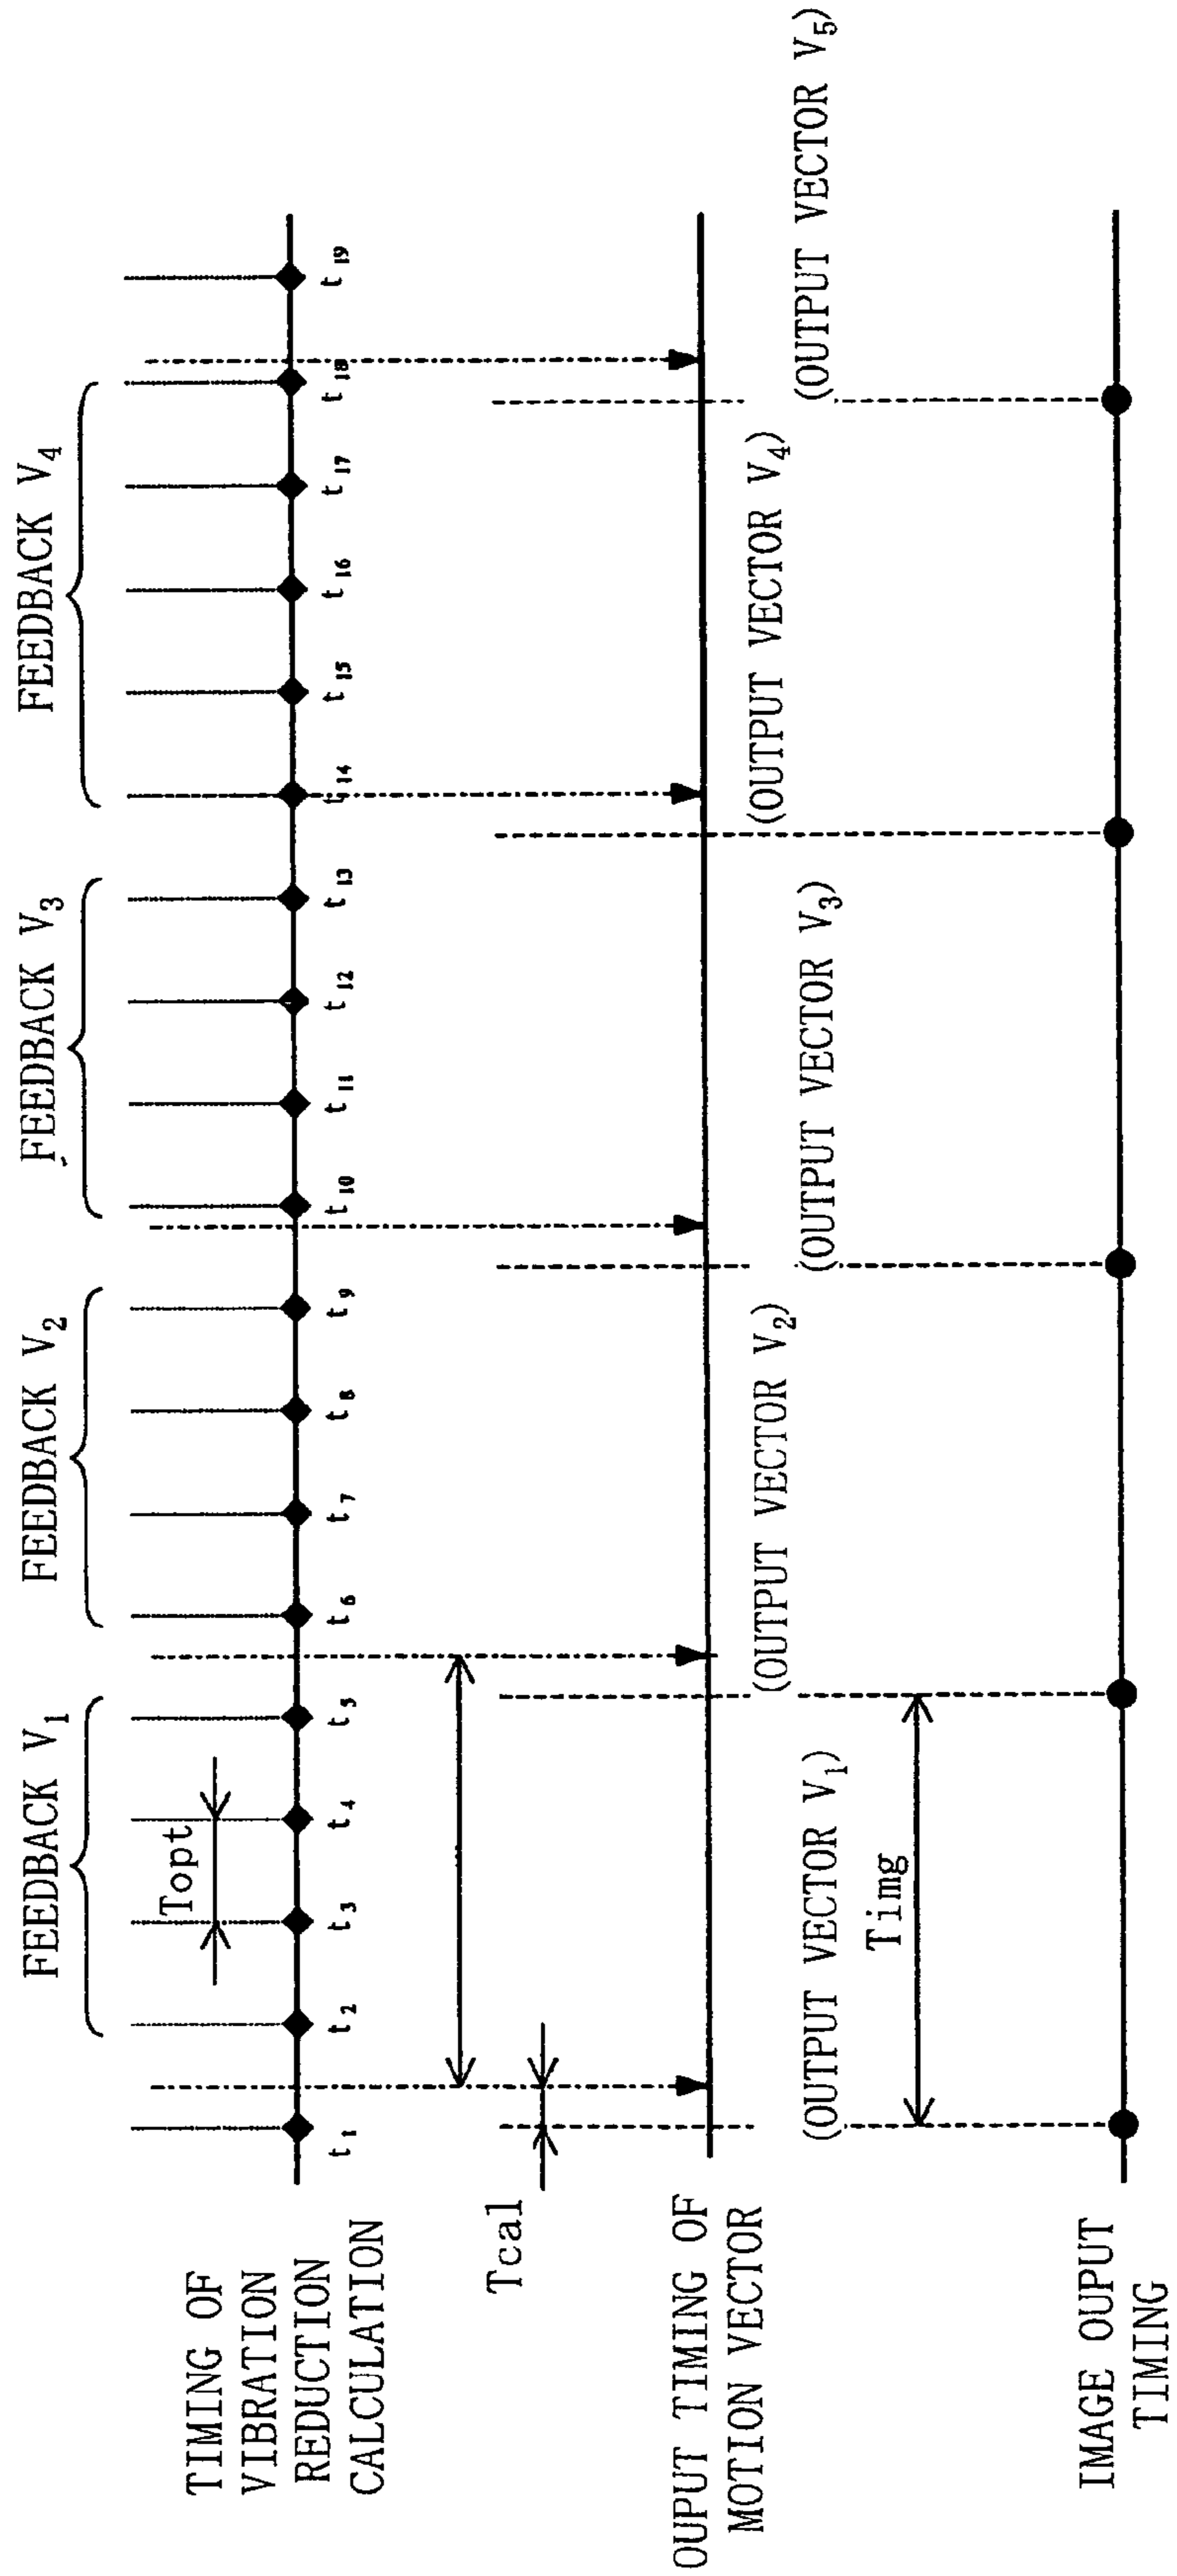 FEEDBACK V1
FEEDBACK V2
FEEDBACK V3
FEEDBACK V4
Topt
TIMING OF
VIBRATION
REDUCTION
CALCULATION
t1
t2
t3
t4
t5
t6
t7
t8
t9
t10
t11
t12
t13
t14
t15
t16
t17
t18
t19
Tcal
OUPUT TIMING OF
MOTION VECTOR
(OUTPUT VECTOR V1)
(OUTPUT VECTOR V2)
(OUTPUT VECTOR V3)
(OUTPUT VECTOR V4)
(OUTPUT VECTOR V5)
Timg
IMAGE OUPUT
TIMING